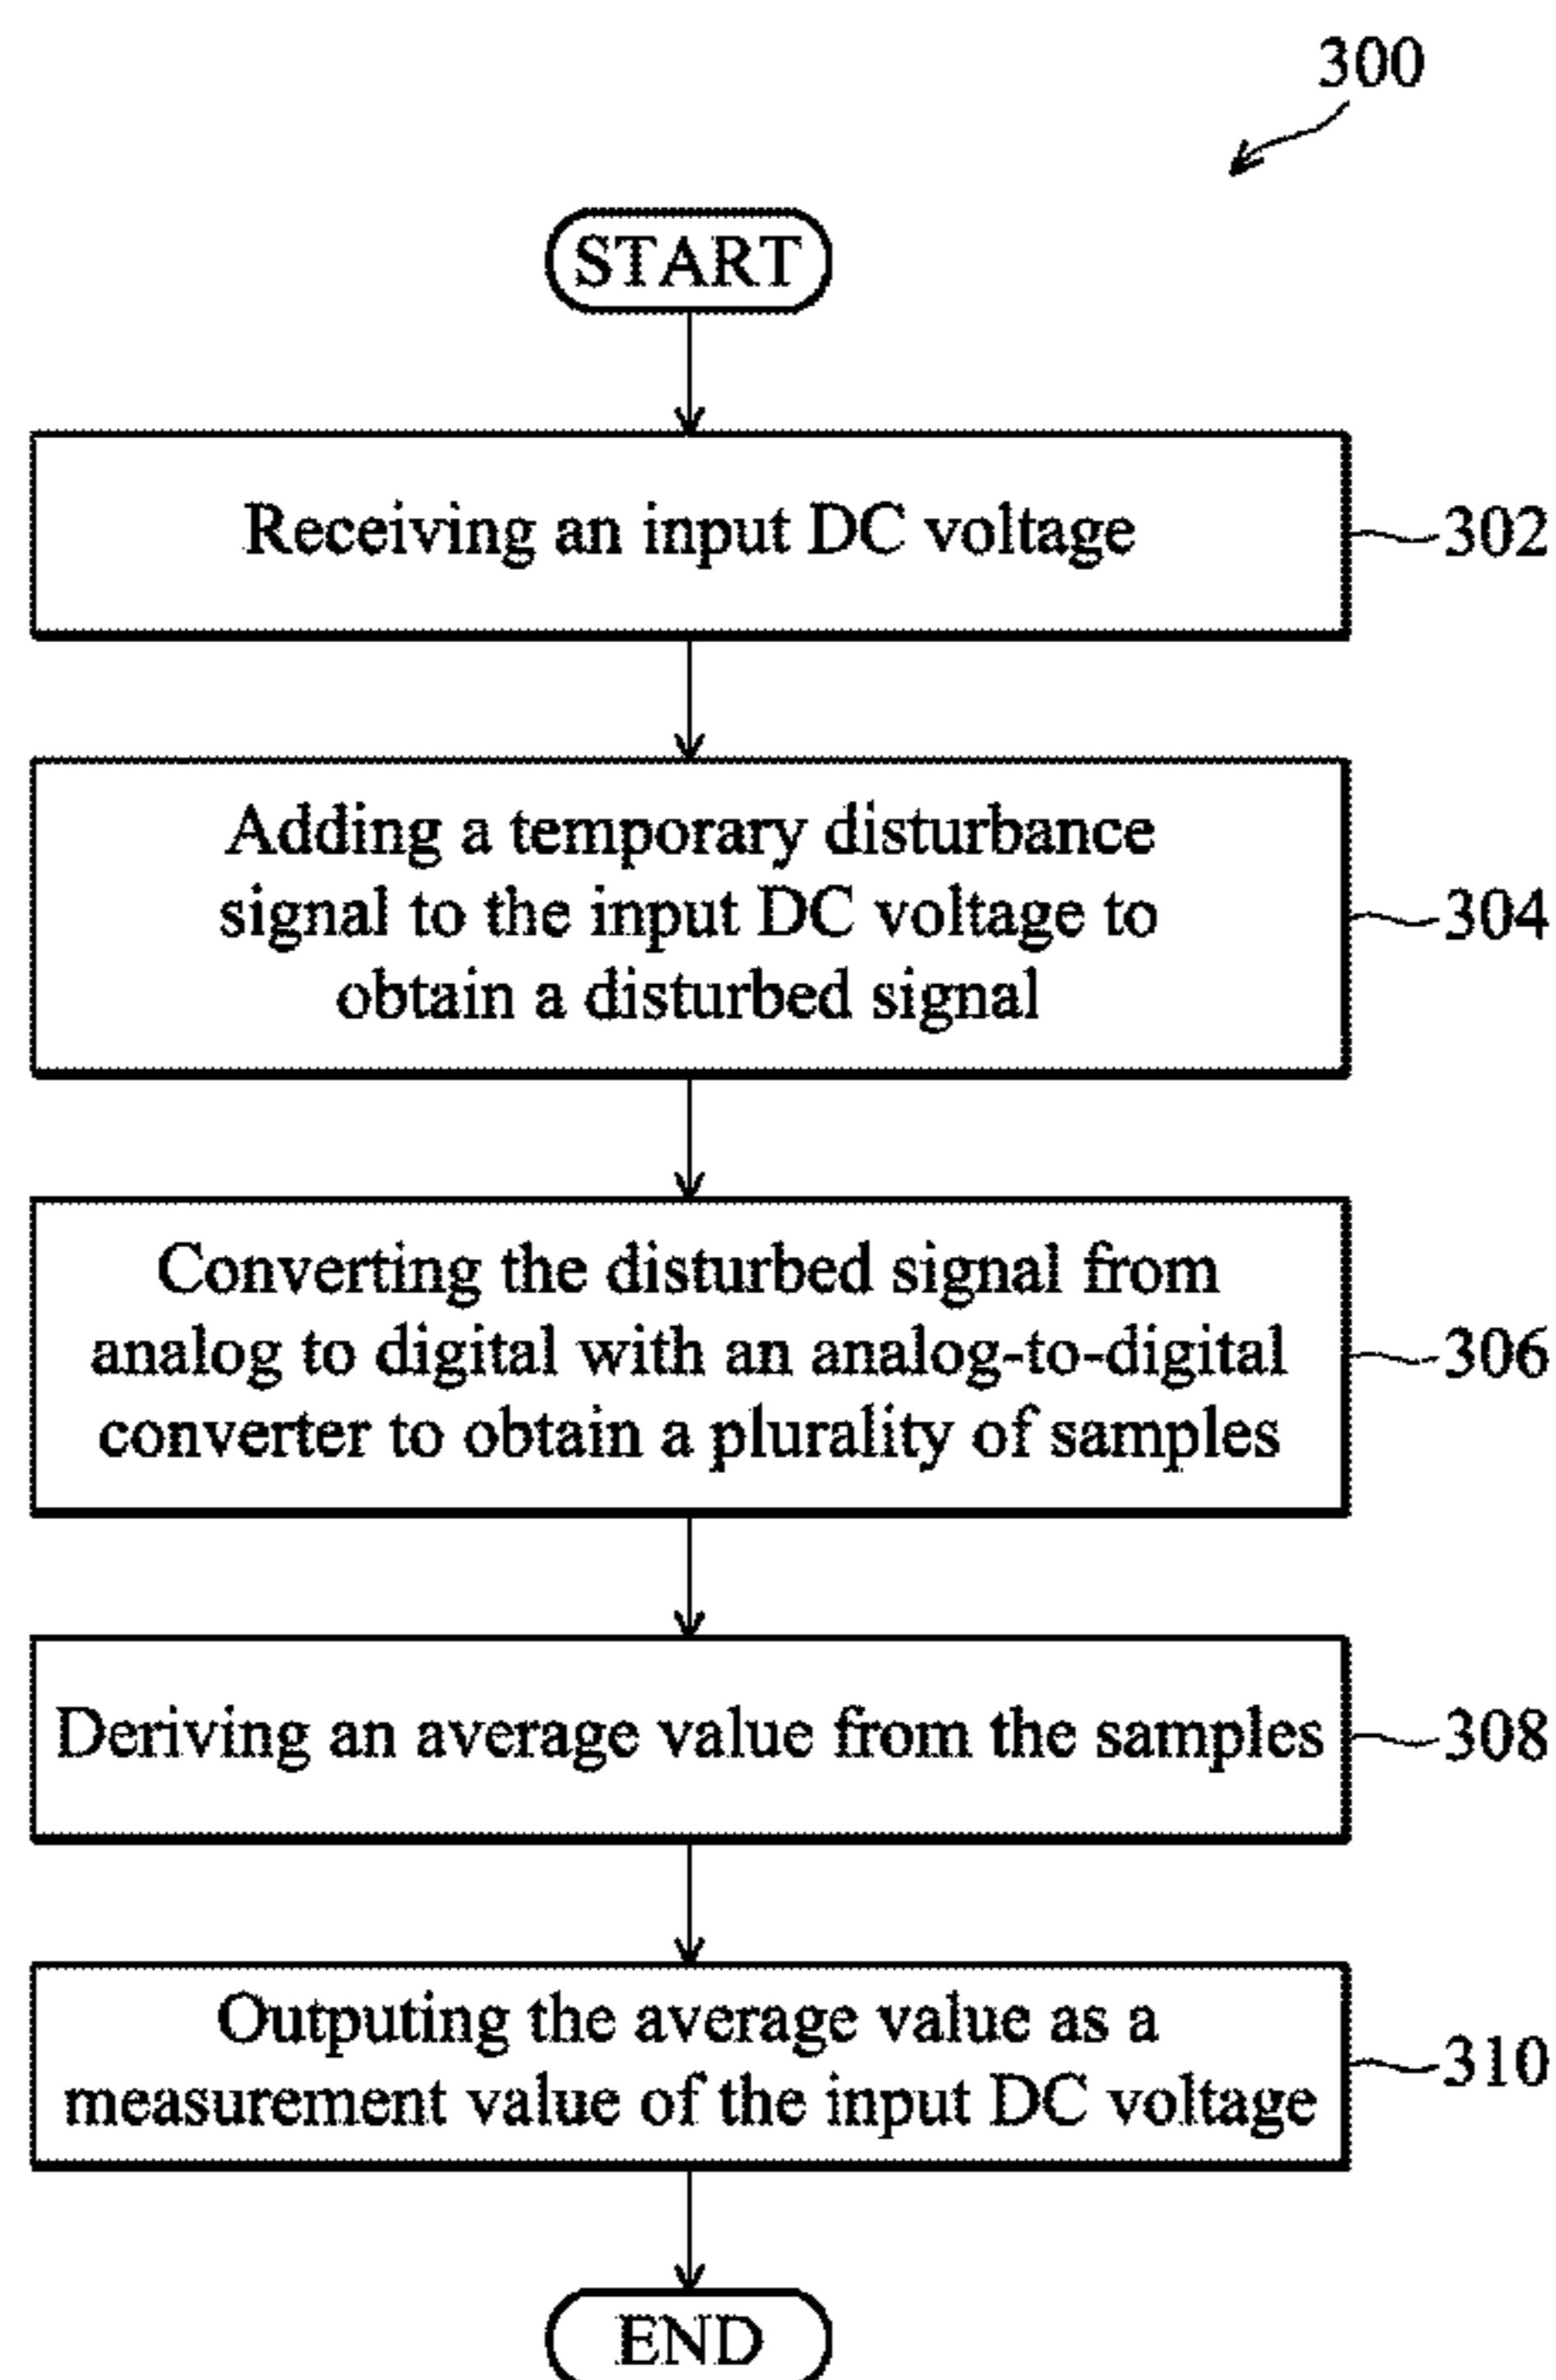 300
START
Receiving an input DC voltage
302
Adding a temporary disturbance
signal to the input DC voltage to
obtain a disturbed signal
304
Converting the disturbed signal from
analog to digital with an analog-to-digital
converter to obtain a plurality of samples
306
Deriving an average value from the samples
308
Outputing the average value as a
measurement value of the input DC voltage
310
END